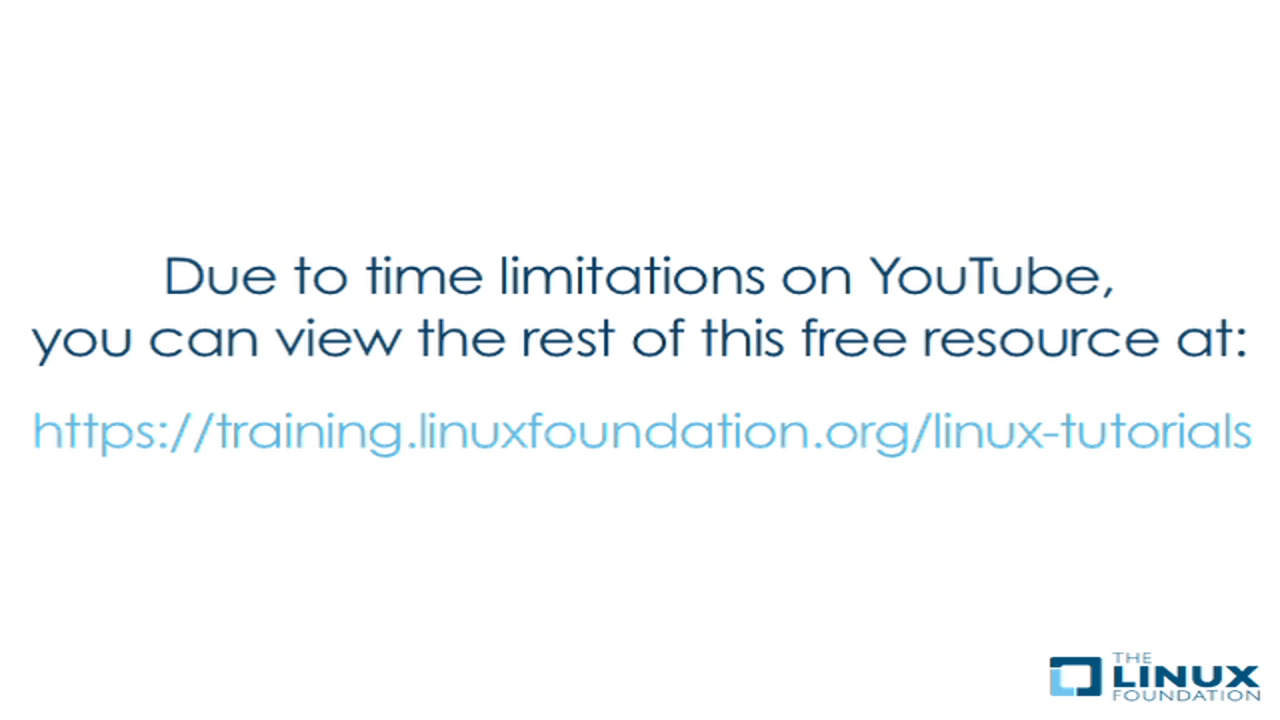 Due to time limitations on YouTube,
you can view the rest of this free resource at:
https://training.linuxfoundation.org/linux-tutorials
THE
LINUX
FOUNDATION